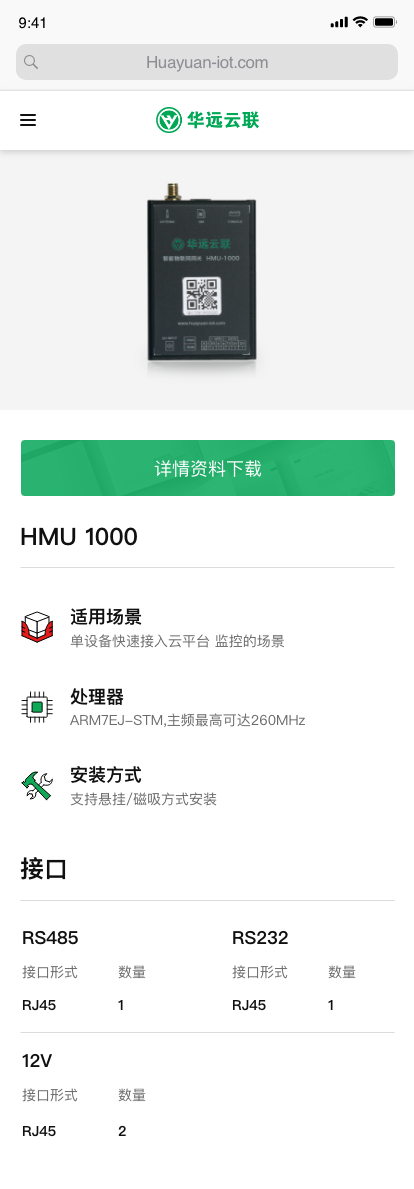 9:41
Huayuan-iot.com
华远云联
华远云联
智能物联网网关 HMU-1000
www.huayuan-iot.com
详情资料下载
HMU 1000
适用场景
单设备快速接入云平台 监控的场景
处理器
ARM7EJ-STM,主频最高可达260MHz
安装方式
支持悬挂/磁吸方式安装
接口
RS485 RS232
接口形式 数量 接口形式 数量
RJ45 1 RJ45 1
12V
接口形式 数量
RJ45 2